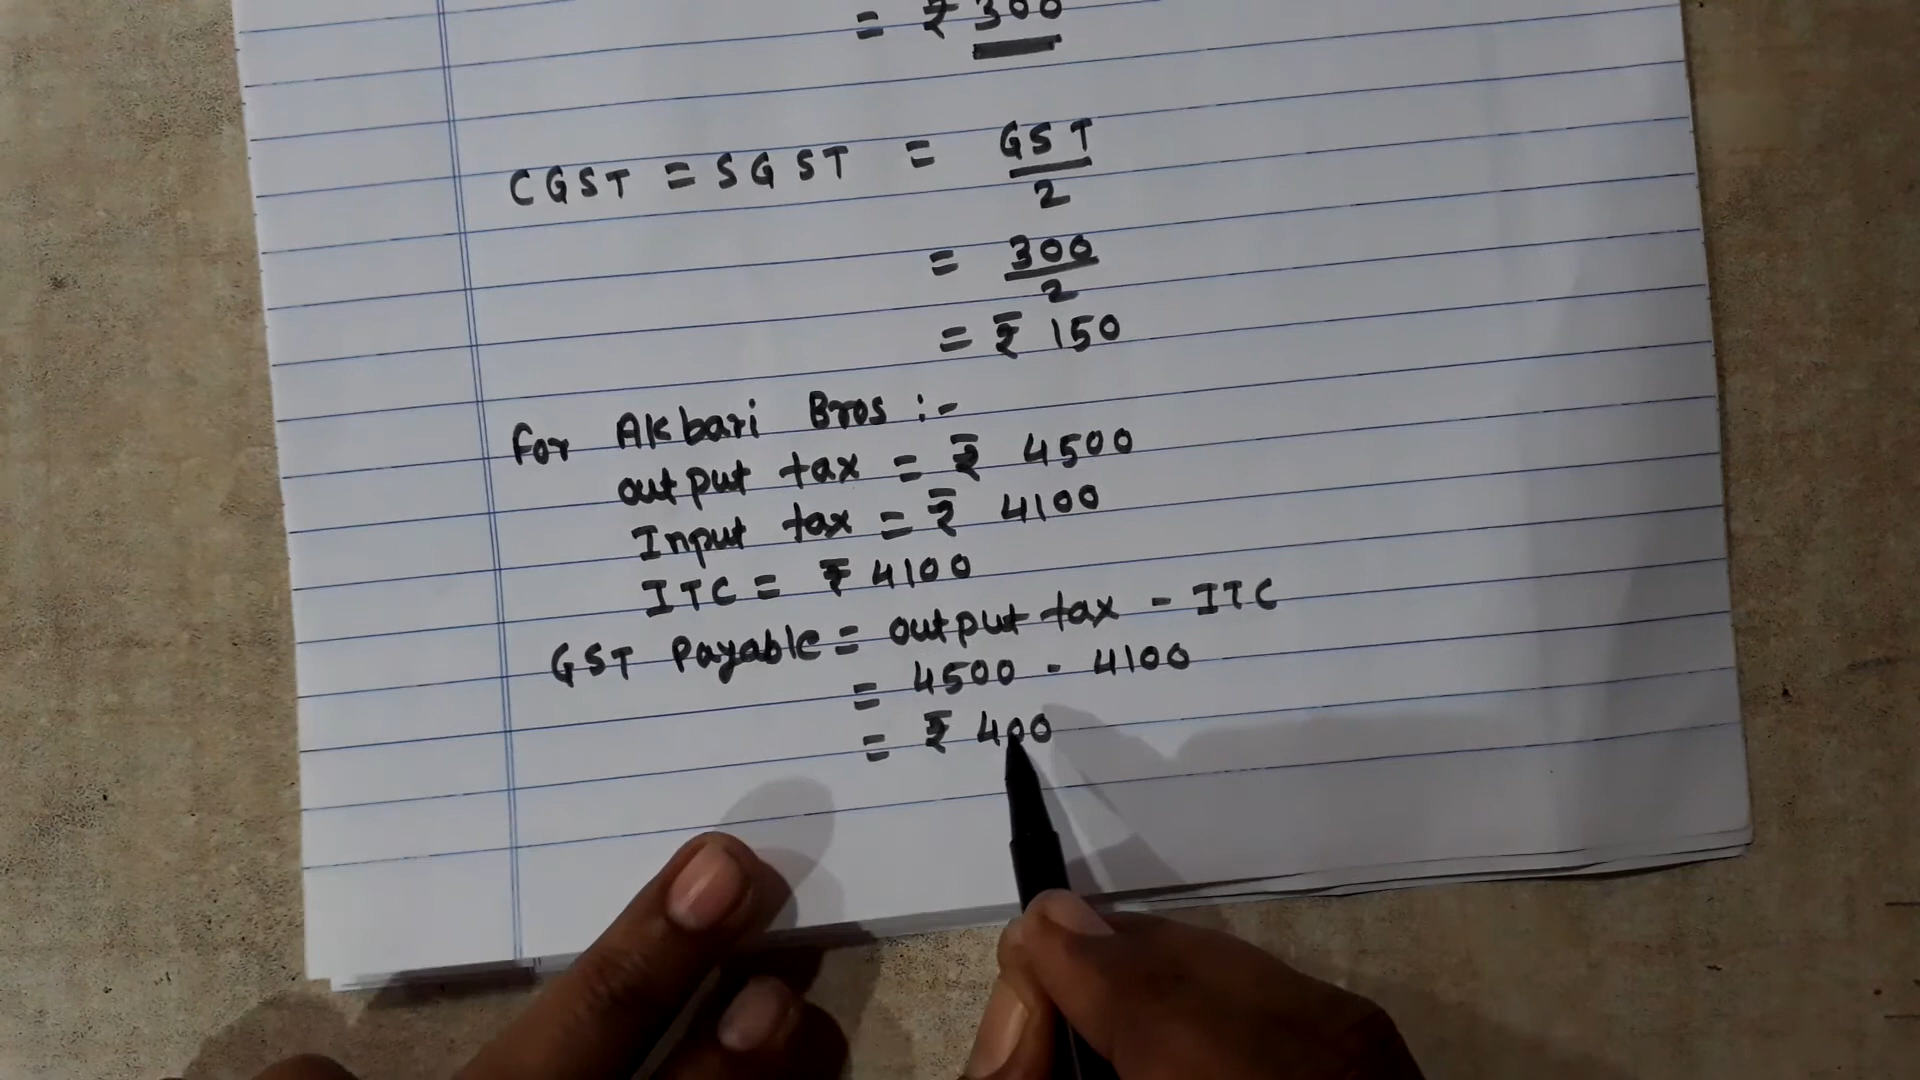 = ₹ 300
CGST = SGST = GST
2
= 300
2
= ₹ 150
For Akbari Bros :-
output tax = ₹ 4500
Input tax = ₹ 4100
ITC = ₹ 4100
GST Payable = output tax - ITC
= 4500 - 4100
= ₹ 400